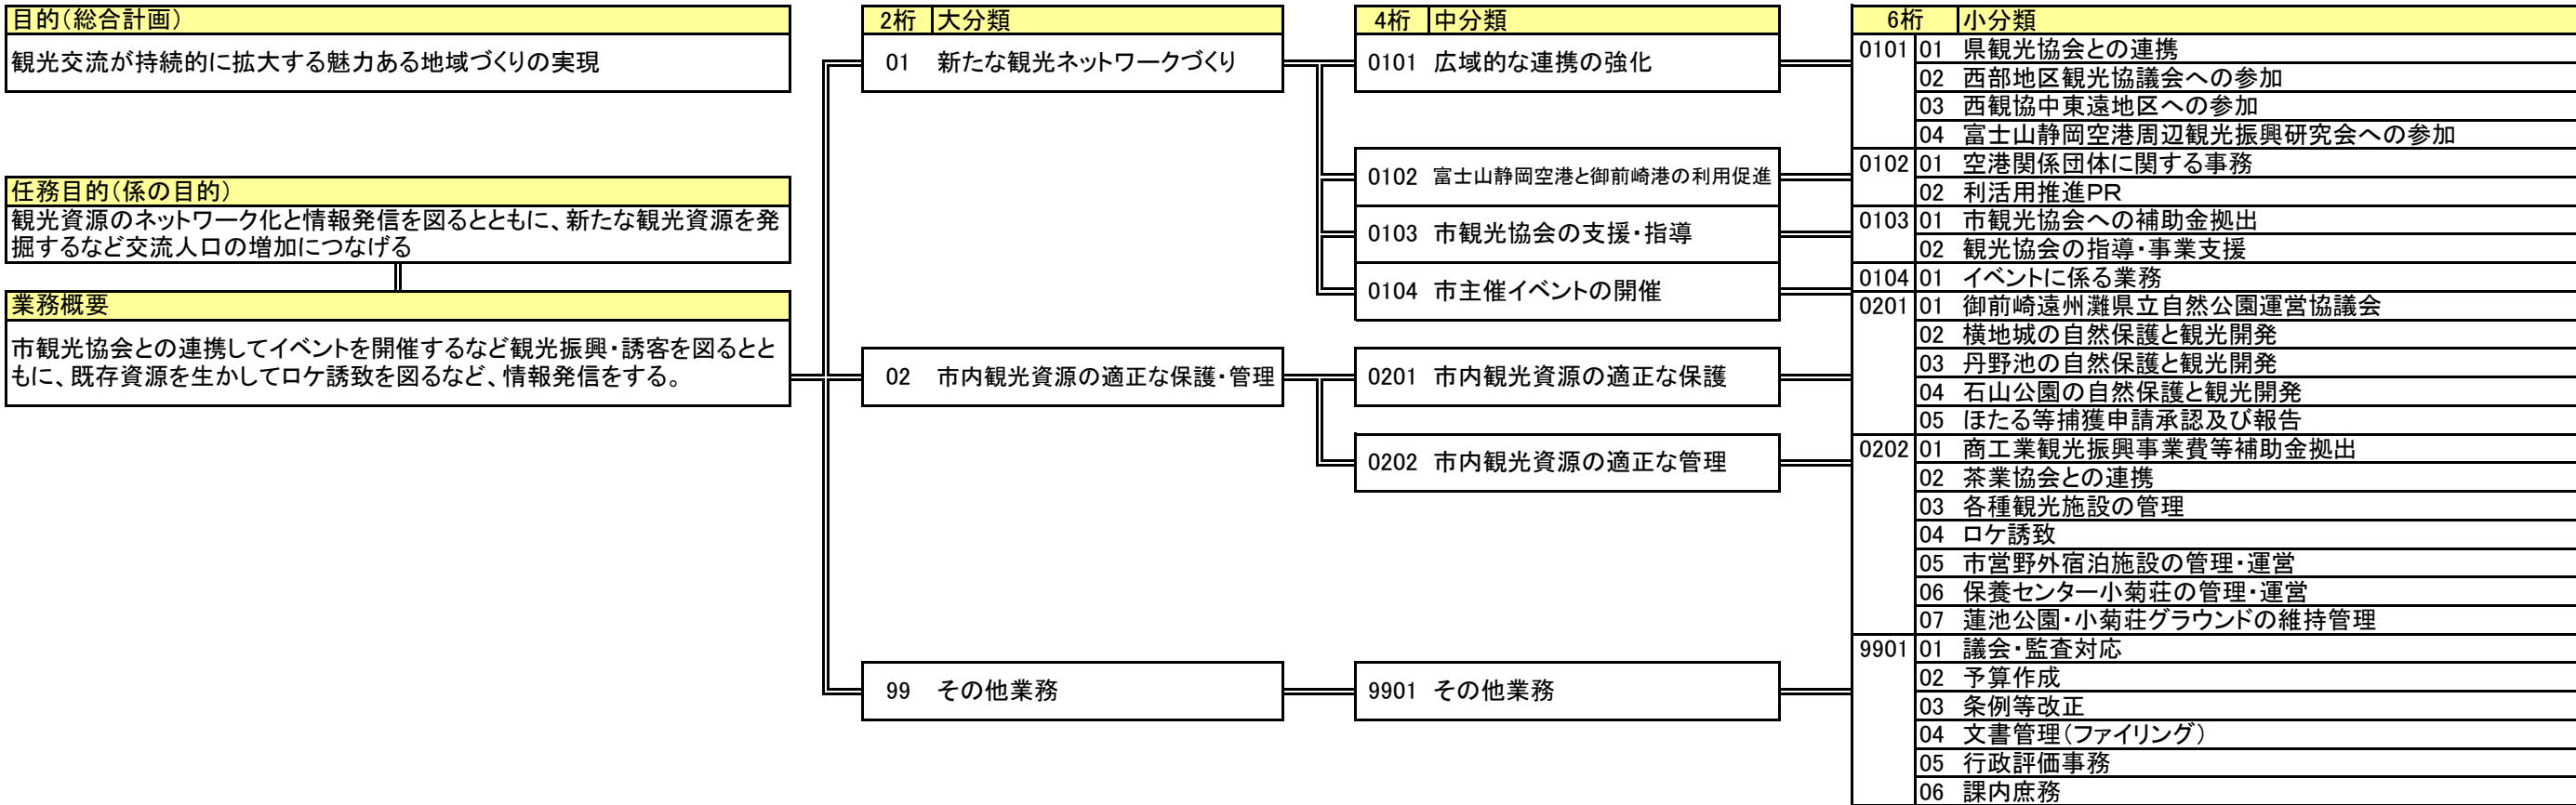 目的(総合計画)
観光交流が持続的に拡大する魅力ある地域づくりの実現
任務目的(係の目的)
観光資源のネットワーク化と情報発信を図るとともに、新たな観光資源を発
掘するなど交流人口の増加につなげる
業務概要
市観光協会との連携してイベントを開催するなど観光振興・誘客を図るとと
もに、既存資源を生かしてロケ誘致を図るなど、情報発信をする。
2桁 大分類
01 新たな観光ネットワークづくり
02 市内観光資源の適正な保護・管理
99 その他業務
4桁 中分類
0101 広域的な連携の強化
0102 富士山静岡空港と御前崎港の利用促進
0103 市観光協会の支援・指導
0104 市主催イベントの開催
0201 市内観光資源の適正な保護
0202 市内観光資源の適正な管理
9901 その他業務
6桁 小分類
0101 01 県観光協会との連携
02 西部地区観光協議会への参加
03 西観協中東遠地区への参加
04 富士山静岡空港周辺観光振興研究会への参加
0102 01 空港関係団体に関する事務
02 利活用推進PR
0103 01 市観光協会への補助金拠出
02 観光協会の指導・事業支援
0104 01 イベントに係る業務
0201 01 御前崎遠州灘県立自然公園運営協議会
02 横地城の自然保護と観光開発
03 丹野池の自然保護と観光開発
04 石山公園の自然保護と観光開発
05 ほたる等捕獲申請承認及び報告
0202 01 商工業観光振興事業費等補助金拠出
02 茶業協会との連携
03 各種観光施設の管理
04 ロケ誘致
05 市営野外宿泊施設の管理・運営
06 保養センター小菊荘の管理・運営
07 蓮池公園・小菊荘グラウンドの維持管理
9901 01 議会・監査対応
02 予算作成
03 条例等改正
04 文書管理(ファイリング)
05 行政評価事務
06 課内庶務